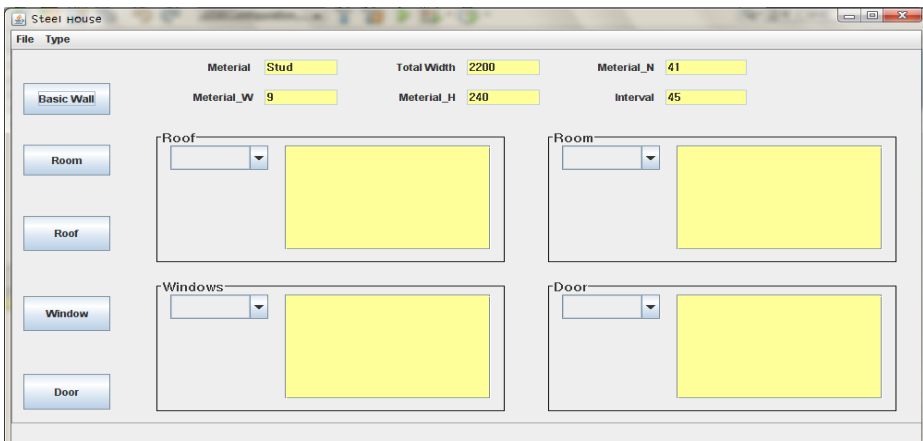 Steel House
File Type
Meterial Stud Total Width 2200 Meterial_N 41
Basic Wall
Meterial_W 9 Meterial_H 240 Interval 45
Roof Room
Room
Roof
Windows Door
Window
Door